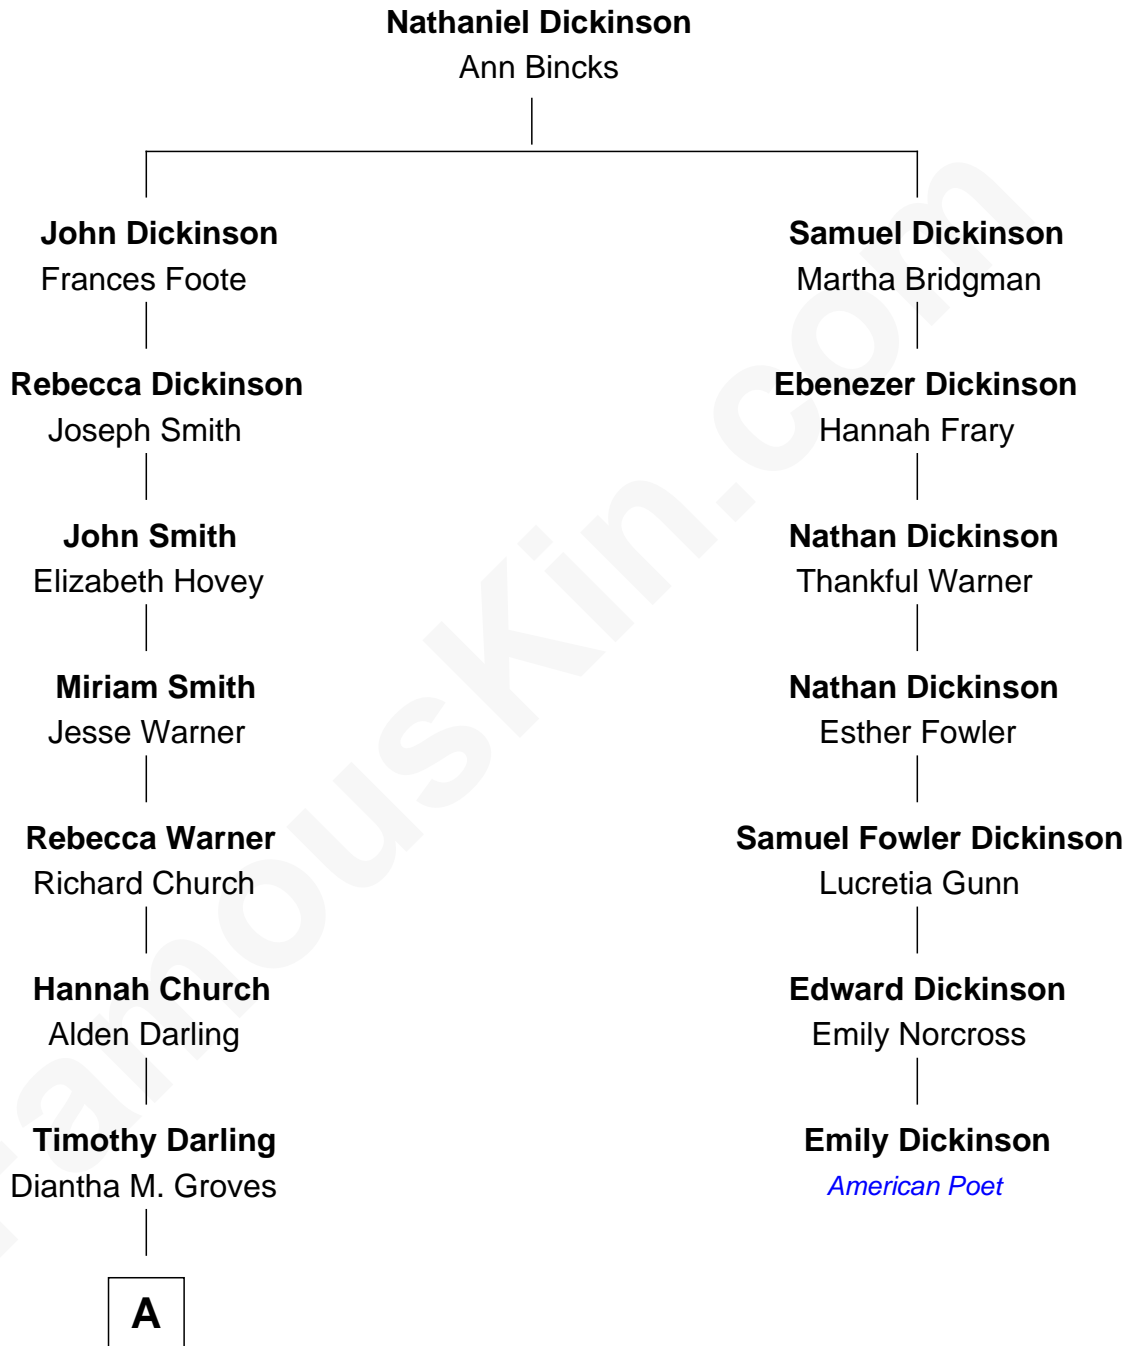 Nathaniel Dickinson
Ann Bincks
John Dickinson
Frances Foote
Samuel Dickinson
Martha Bridgman
Rebecca Dickinson
Joseph Smith
Ebenezer Dickinson
Hannah Frary
John Smith
Elizabeth Hovey
Nathan Dickinson
Thankful Warner
Miriam Smith
Jesse Warner
Nathan Dickinson
Esther Fowler
Rebecca Warner
Richard Church
Samuel Fowler Dickinson
Lucretia Gunn
Hannah Church
Alden Darling
Edward Dickinson
Emily Norcross
Timothy Darling
Diantha M. Groves
Emily Dickinson
American Poet
A
FamousKin.com